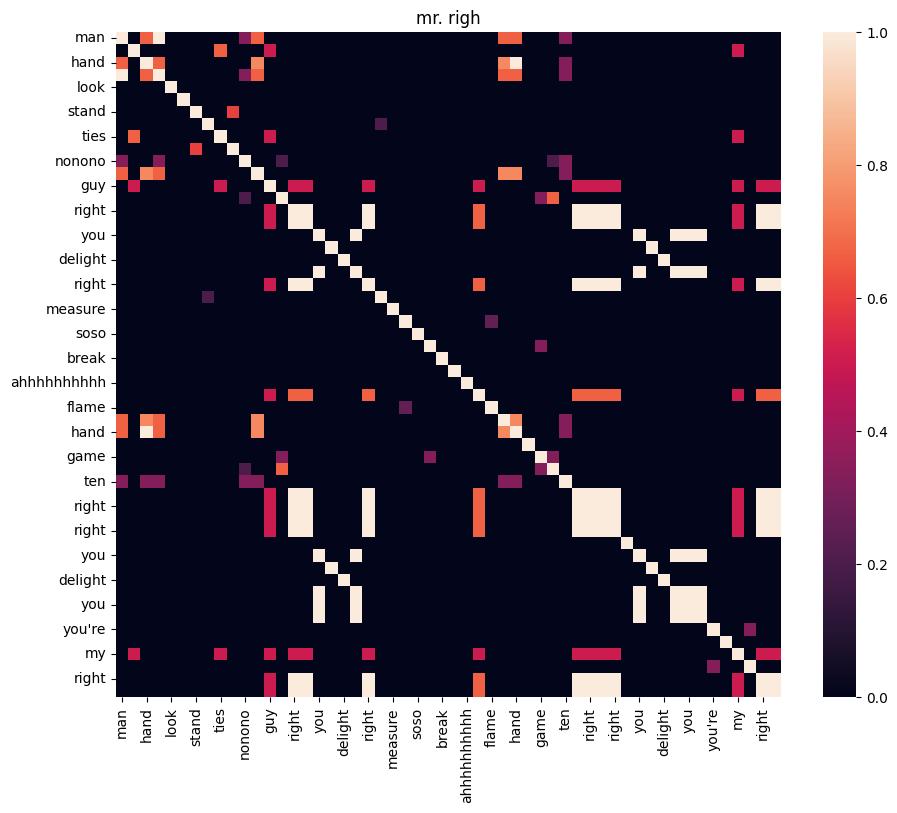 mr. righ
man
hand
look
stand
ties
nonono
guy
right
you
delight
right
measure
soso
break
ahhhhhhhhhh
flame
hand
game
ten
right
right
you
delight
you
you're
my
right
man
hand
look
stand
ties
nonono
guy
right
you
delight
right
measure
soso
break
ahhhhhhhhhh
flame
hand
game
ten
right
right
you
delight
you
you're
my
right
1.0
0.8
0.6
0.4
0.2
0.0